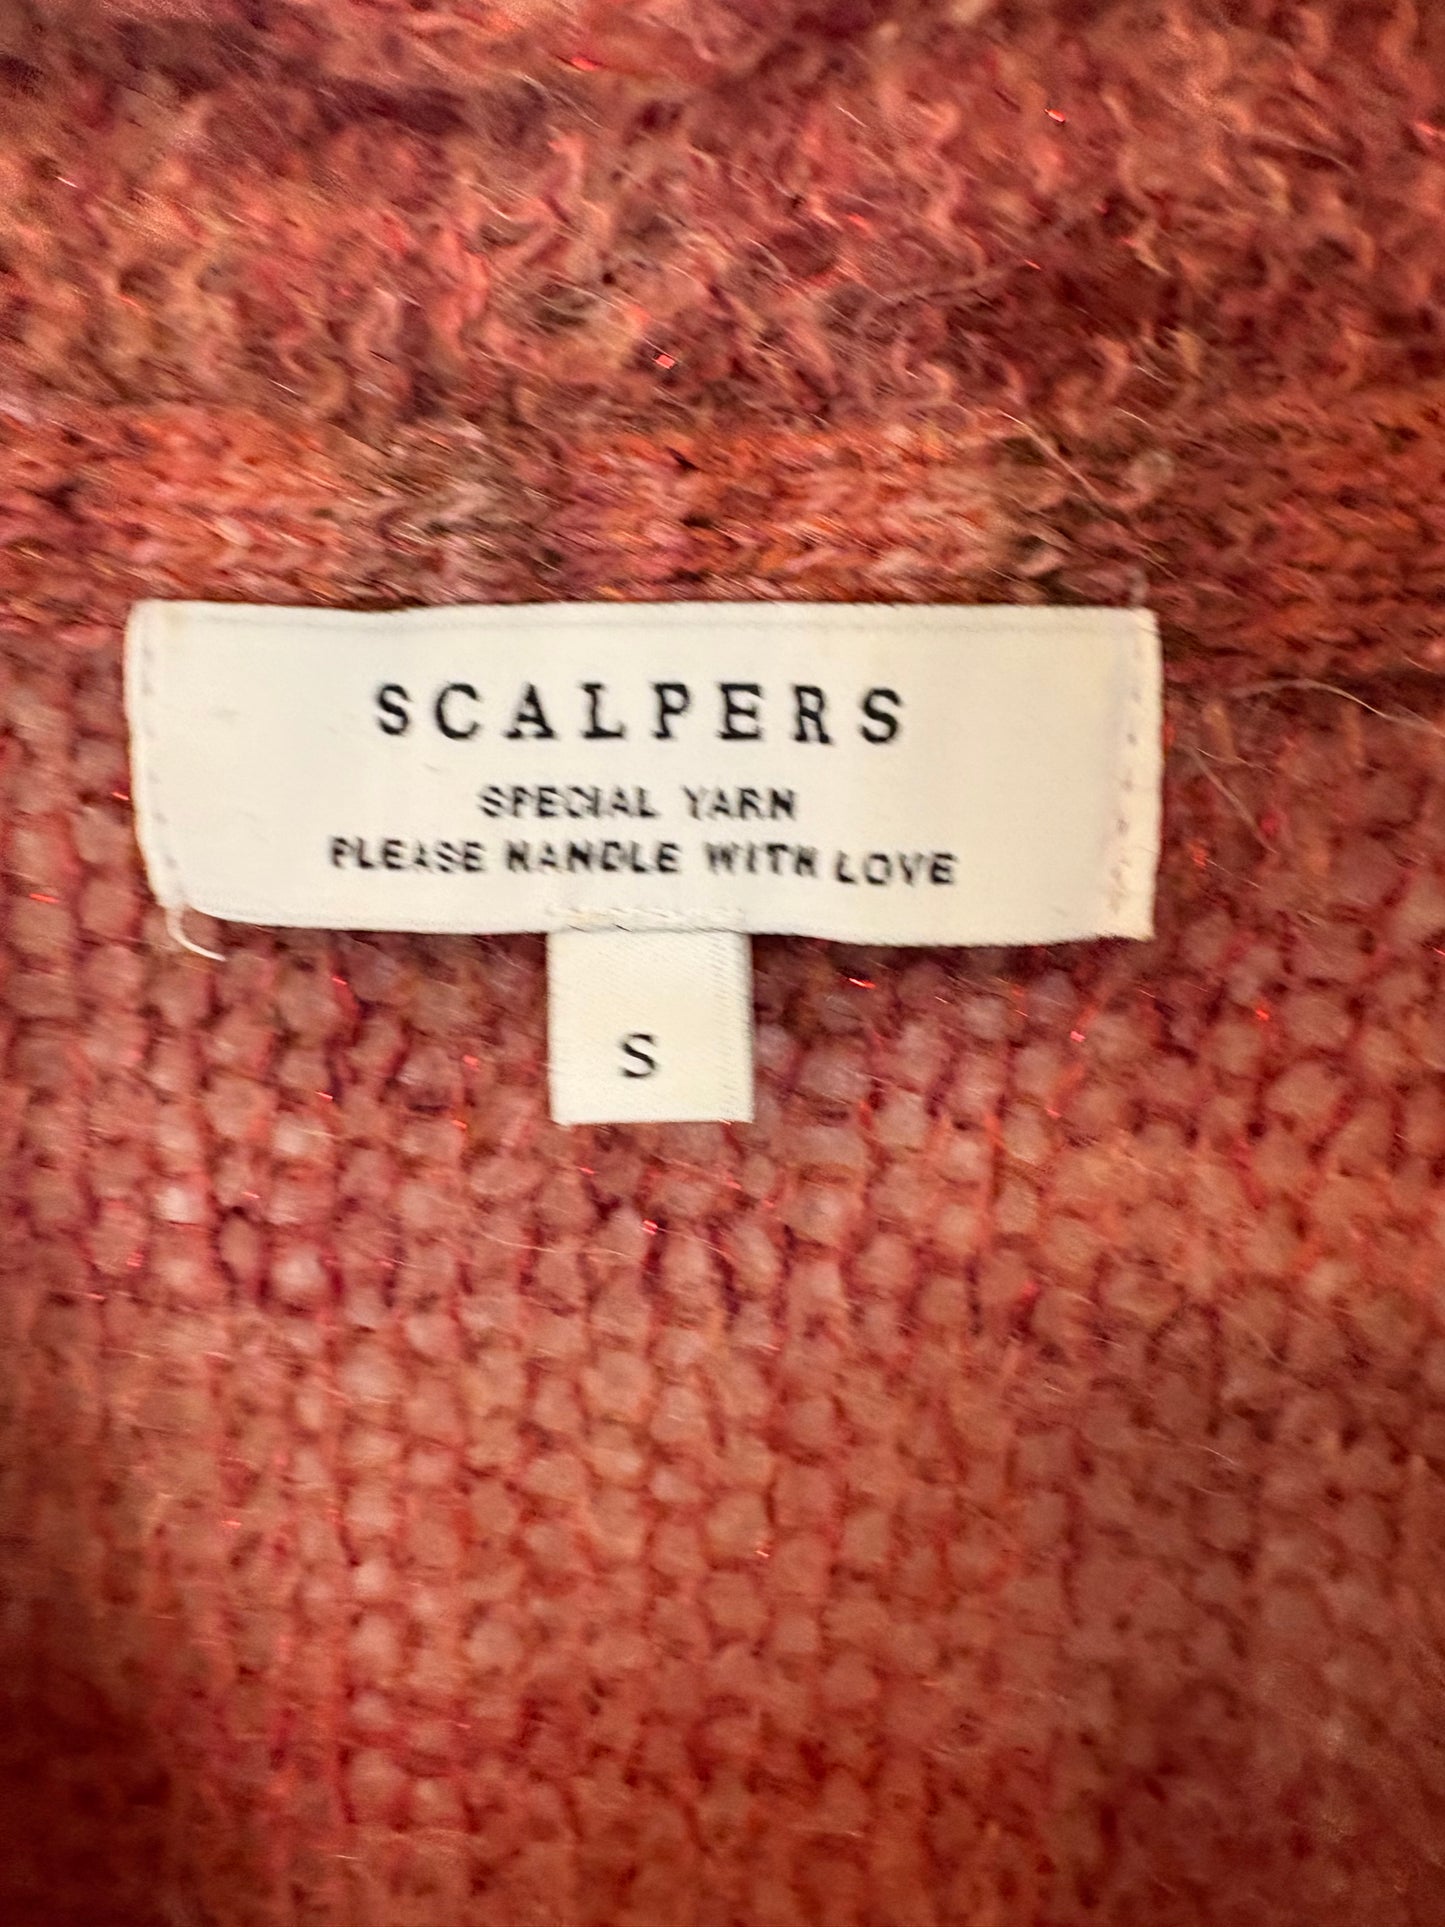 SCALPERS
SPECIAL YARN
PLEASE HANDLE WITH LOVE
S